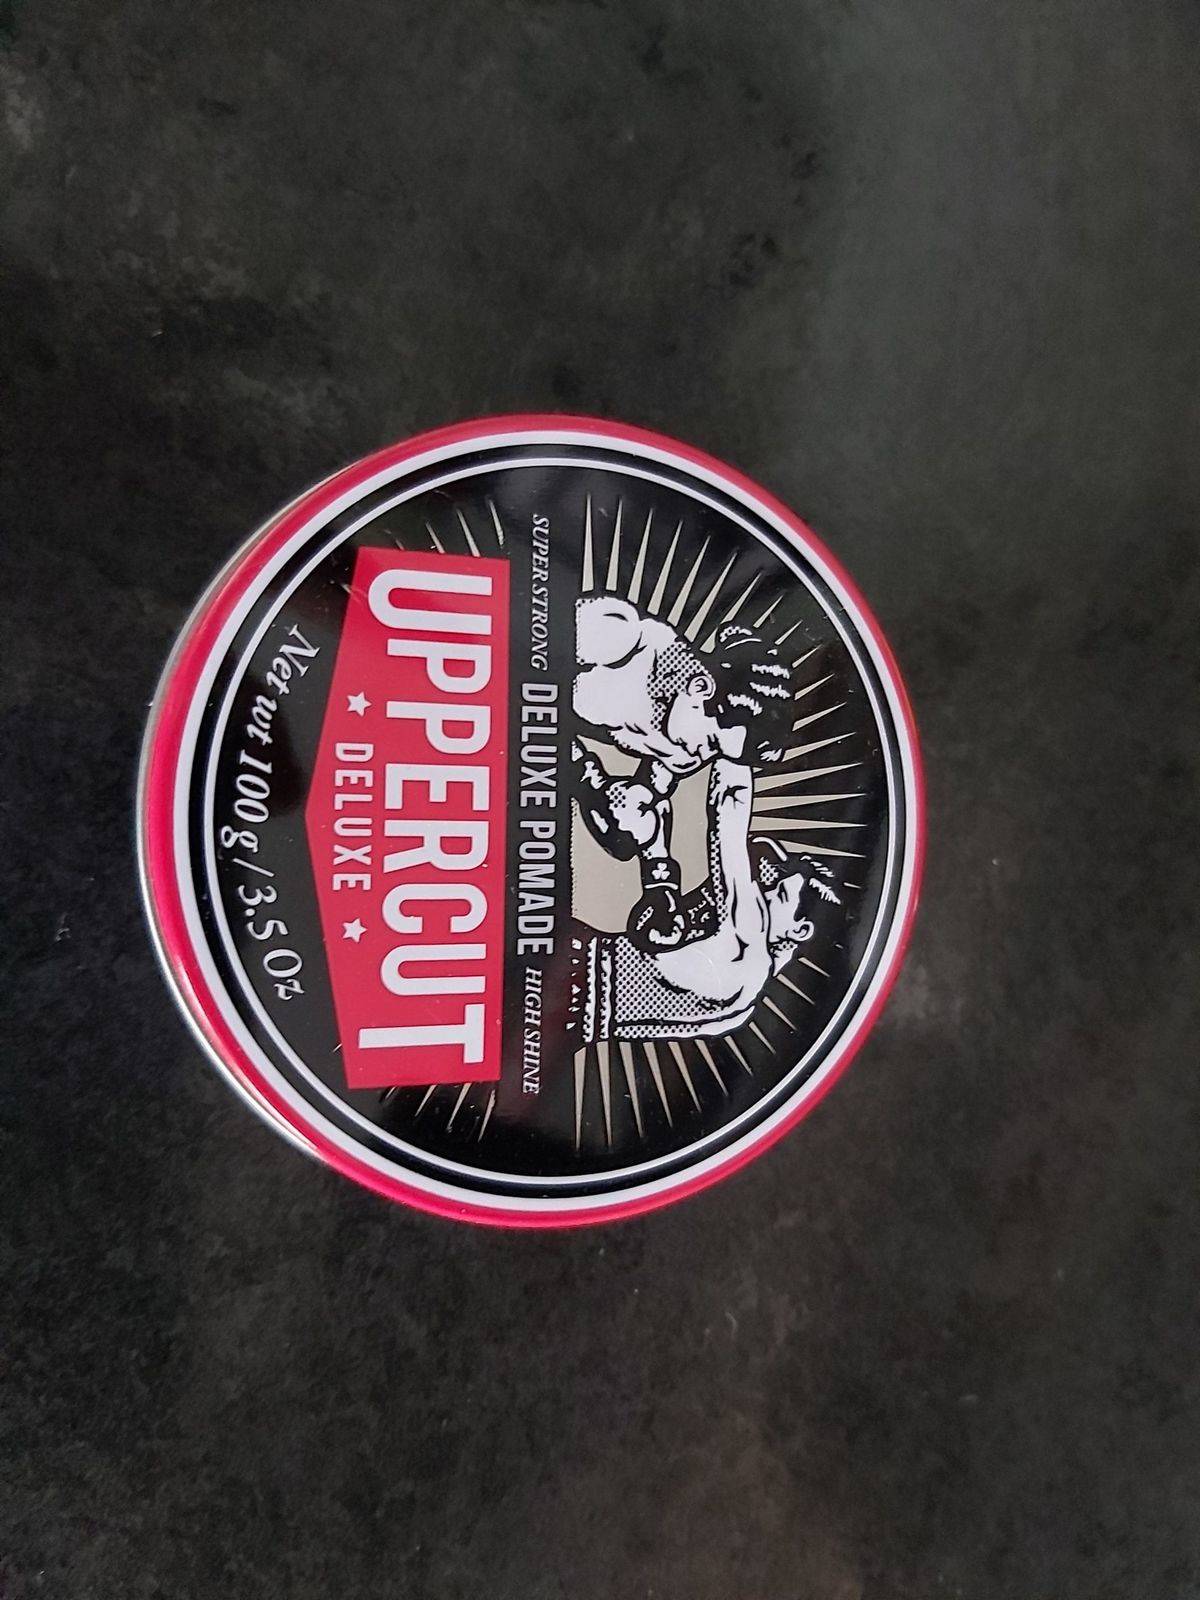 SUPER STRONG DELUXE POMADE HIGH SHINE
UPPERCUT
DELUXE
Net wt 100 g / 3.5 Oz